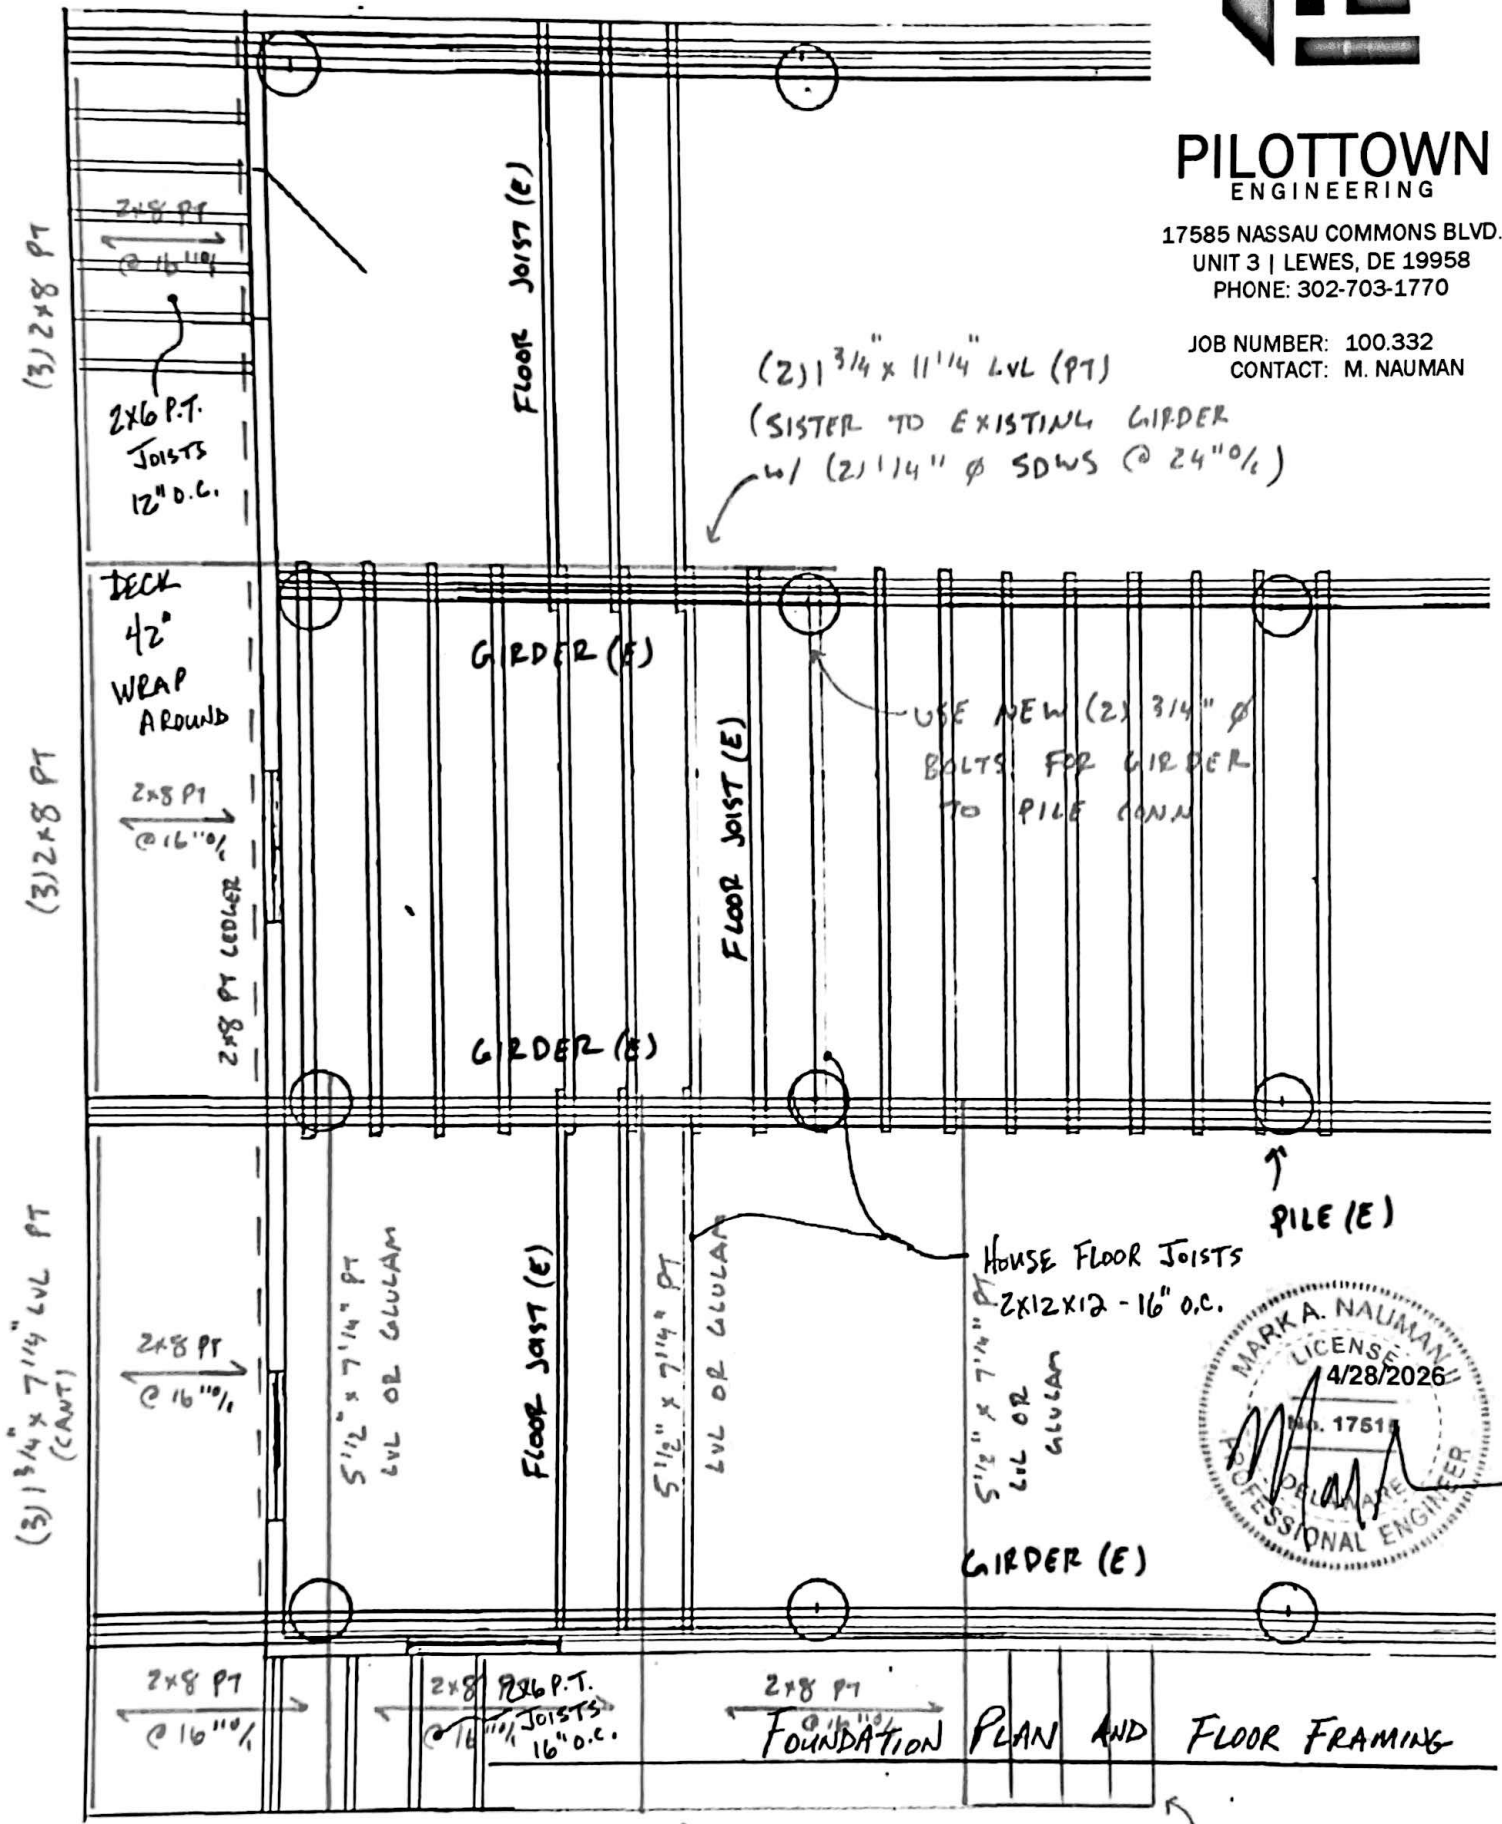 PILOTTOWN
ENGINEERING
17585 NASSAU COMMONS BLVD.
UNIT 3 | LEWES, DE 19958
PHONE: 302-703-1770
JOB NUMBER: 100.332
CONTACT: M. NAUMAN
(3) 2x8 PT
2x8 PT
@ 16" o/c
2X6 P.T.
JOISTS
12" O.C.
FLOOR JOIST (E)
(2) 1 3/4" x 11 1/4" LVL (PT)
(SISTER TO EXISTING GIRDER
w/ (2) 1/4" ø SDWS @ 24" o/c)
DECK
42"
WRAP
AROUND
GIRDER (E)
USE NEW (2) 3/4" ø
BOLTS FOR GIRDER
TO PILE CONN
FLOOR JOIST (E)
(3) 2x8 PT
2x8 PT
@ 16" o/c
2x8 PT LEDGER
GIRDER (E)
PILE (E)
HOUSE FLOOR JOISTS
2X12X12 - 16" O.C.
(3) 1 3/4" x 7 1/4" LVL PT
(CANT)
2x8 PT
@ 16" o/c
5 1/2" x 7 1/4" PT
LVL OR GLULAM
FLOOR JOIST (E)
5 1/2" x 7 1/4" PT
LVL OR GLULAM
5 1/2" x 7 1/4" PT
LVL OR
GLULAM
MARK A. NAUMAN II
LICENSE
4/28/2026
No. 1751
DELAWARE
PROFESSIONAL ENGINEER
GIRDER (E)
2x8 PT
@ 16" o/c
2x8
@ 16" o/c
2X6 P.T.
JOISTS
16" O.C.
2x8 PT
@ 16" o/c
FOUNDATION PLAN AND FLOOR FRAMING